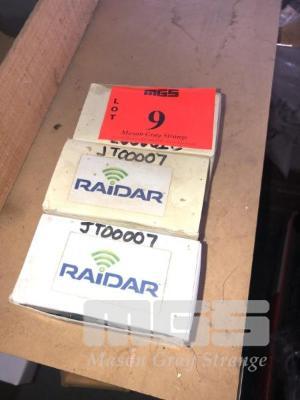 MGS
LOT
9
Mason Gray Strange
JT00007
RAiDAR
JT00007
RAiDAR
MGS
Mason Gray Strange